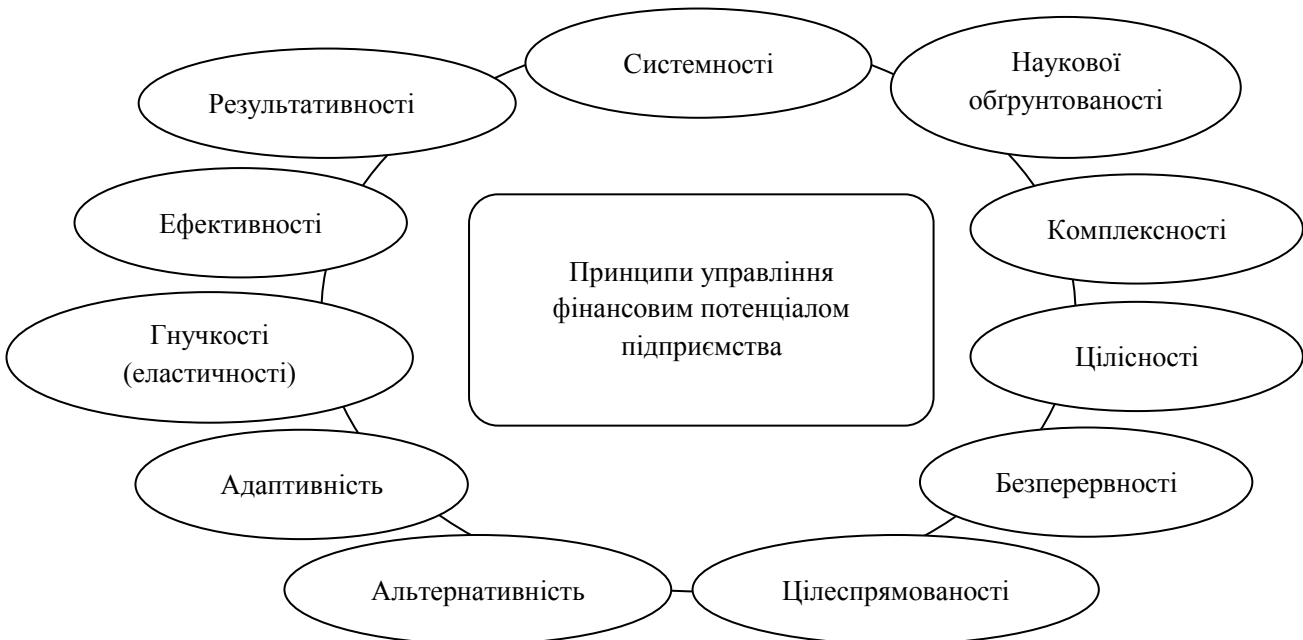 Системності
Наукової
обґрунтованості
Комплексності
Цілісності
Безперервності
Цілеспрямованості
Альтернативність
Адаптивність
Гнучкості
(еластичності)
Ефективності
Результативності
Принципи управління
фінансовим потенціалом
підприємства